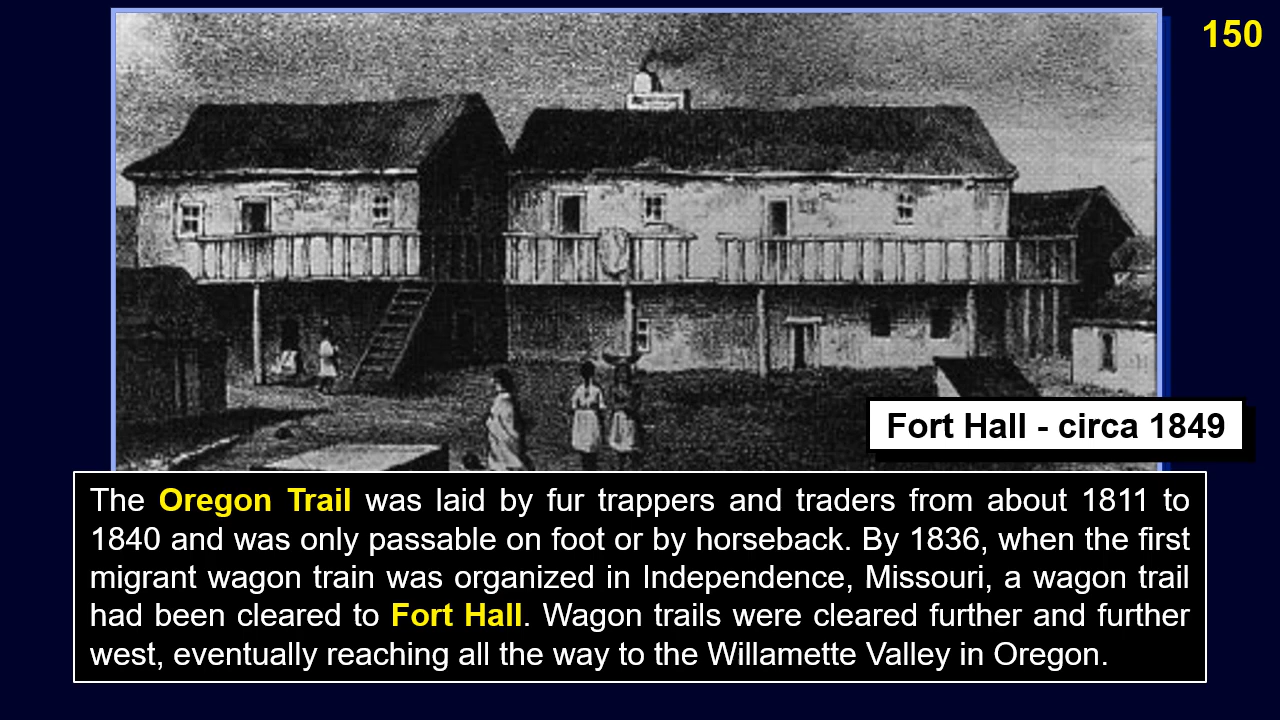 150
Fort Hall - circa 1849
The Oregon Trail was laid by fur trappers and traders from about 1811 to
1840 and was only passable on foot or by horseback. By 1836, when the first
migrant wagon train was organized in Independence, Missouri, a wagon trail
had been cleared to Fort Hall. Wagon trails were cleared further and further
west, eventually reaching all the way to the Willamette Valley in Oregon.